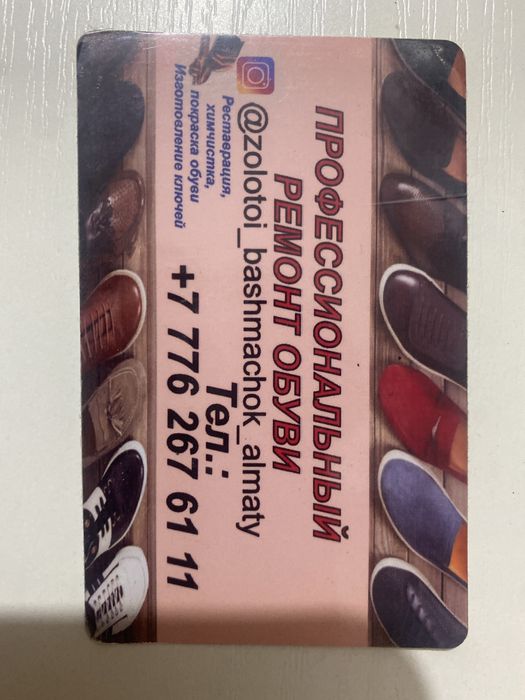 ПРОФЕССИОНАЛЬНЫЙ
РЕМОНТ ОБУВИ
@zolotoi_bashmachok_almaty
Реставрация,
химчистка,
покраска обуви
Изготовление ключей
Тел.:
+7 776 267 61 11